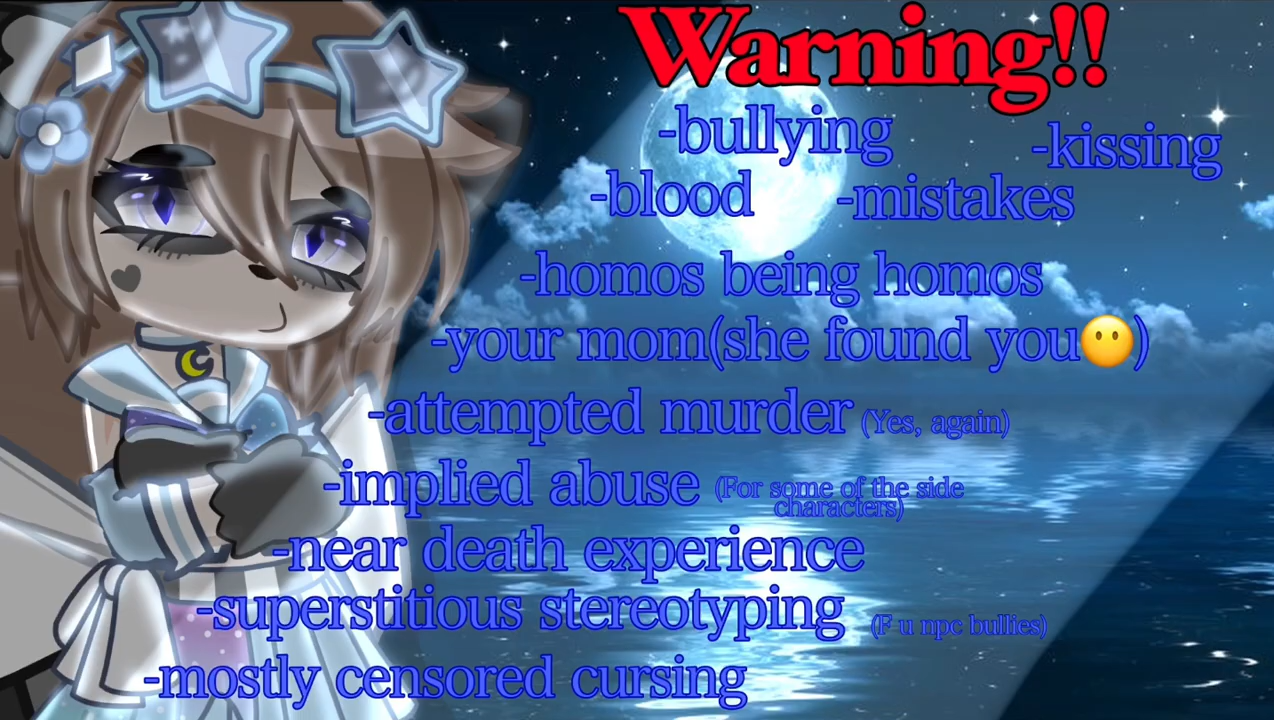 Warning!!
-bullying
-kissing
-blood
-mistakes
-homos being homos
-your mom(she found you😶)
-attempted murder (Yes, again)
-implied abuse (For some of the side
characters)
-near death experience
-superstitious stereotyping (F u npc bullies)
-mostly censored cursing